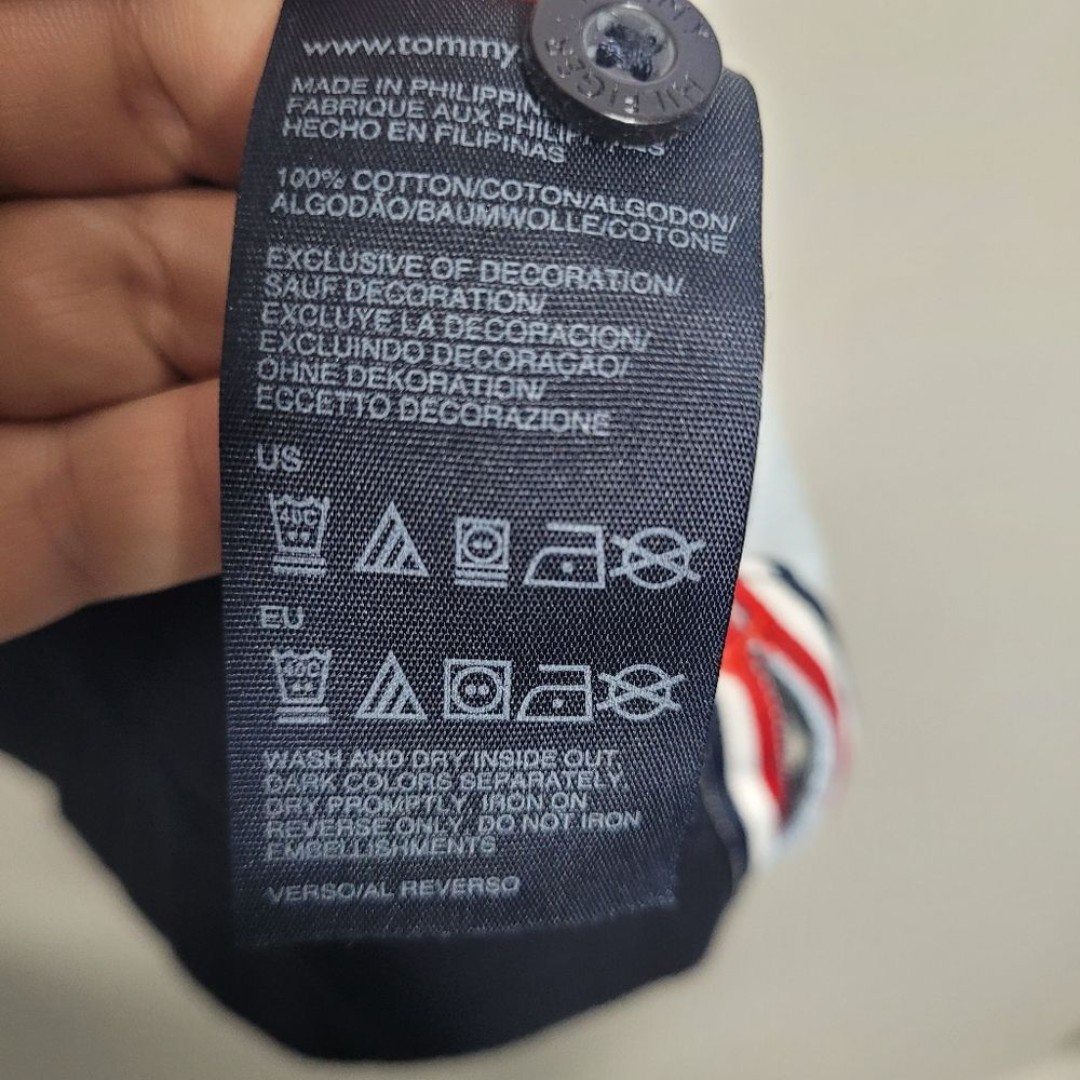 www.tommy
MADE IN PHILIPPIN
FABRIQUE AUX PHILIPPINES
HECHO EN FILIPINAS
100% COTTON/COTON/ALGODON/
ALGODÃO/BAUMWOLLE/COTONE
EXCLUSIVE OF DECORATION/
SAUF DECORATION/
EXCLUYE LA DECORACION/
EXCLUINDO DECORAÇAO/
OHNE DEKORATION/
ECCETTO DECORAZIONE
US
EU
WASH AND DRY INSIDE OUT,
DARK COLORS SEPARATELY,
DRY PROMPTLY, IRON ON
REVERSE ONLY, DO NOT IRON
EMBELLISHMENTS
VERSO/AL REVERSO